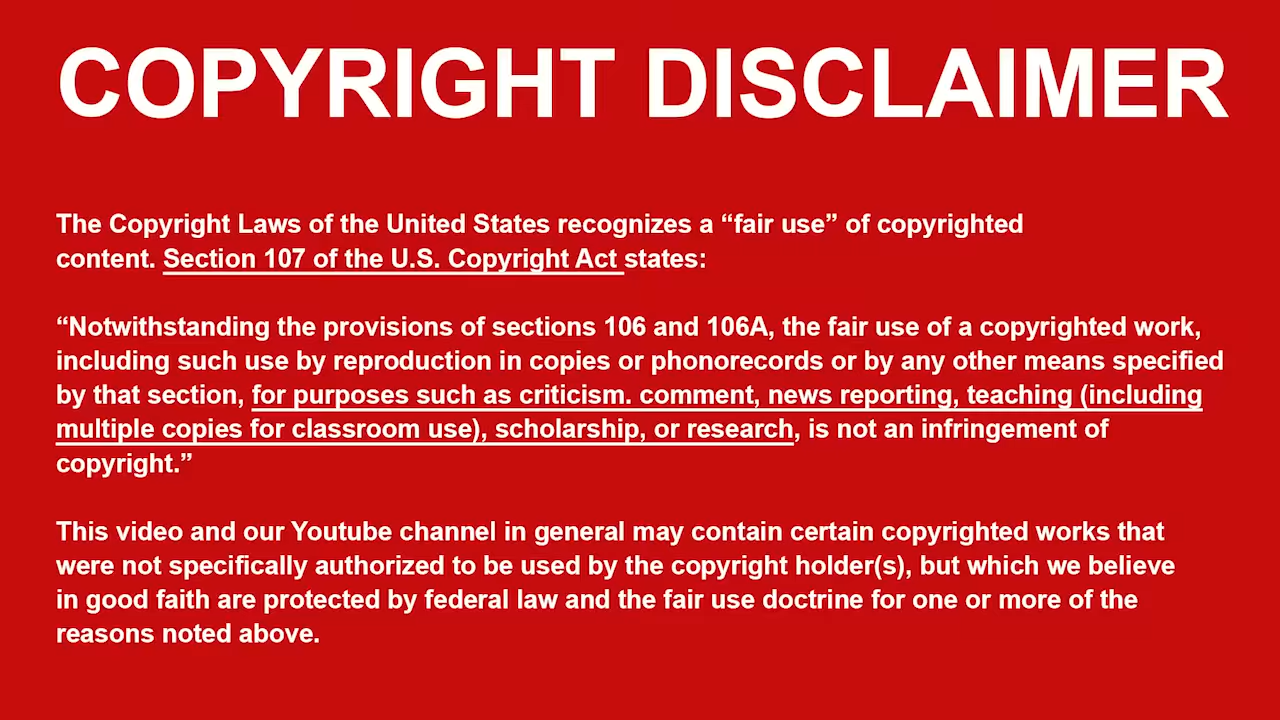 COPYRIGHT DISCLAIMER
The Copyright Laws of the United States recognizes a “fair use” of copyrighted
content. Section 107 of the U.S. Copyright Act states:
“Notwithstanding the provisions of sections 106 and 106A, the fair use of a copyrighted work,
including such use by reproduction in copies or phonorecords or by any other means specified
by that section, for purposes such as criticism. comment, news reporting, teaching (including
multiple copies for classroom use), scholarship, or research, is not an infringement of
copyright.”
This video and our Youtube channel in general may contain certain copyrighted works that
were not specifically authorized to be used by the copyright holder(s), but which we believe
in good faith are protected by federal law and the fair use doctrine for one or more of the
reasons noted above.